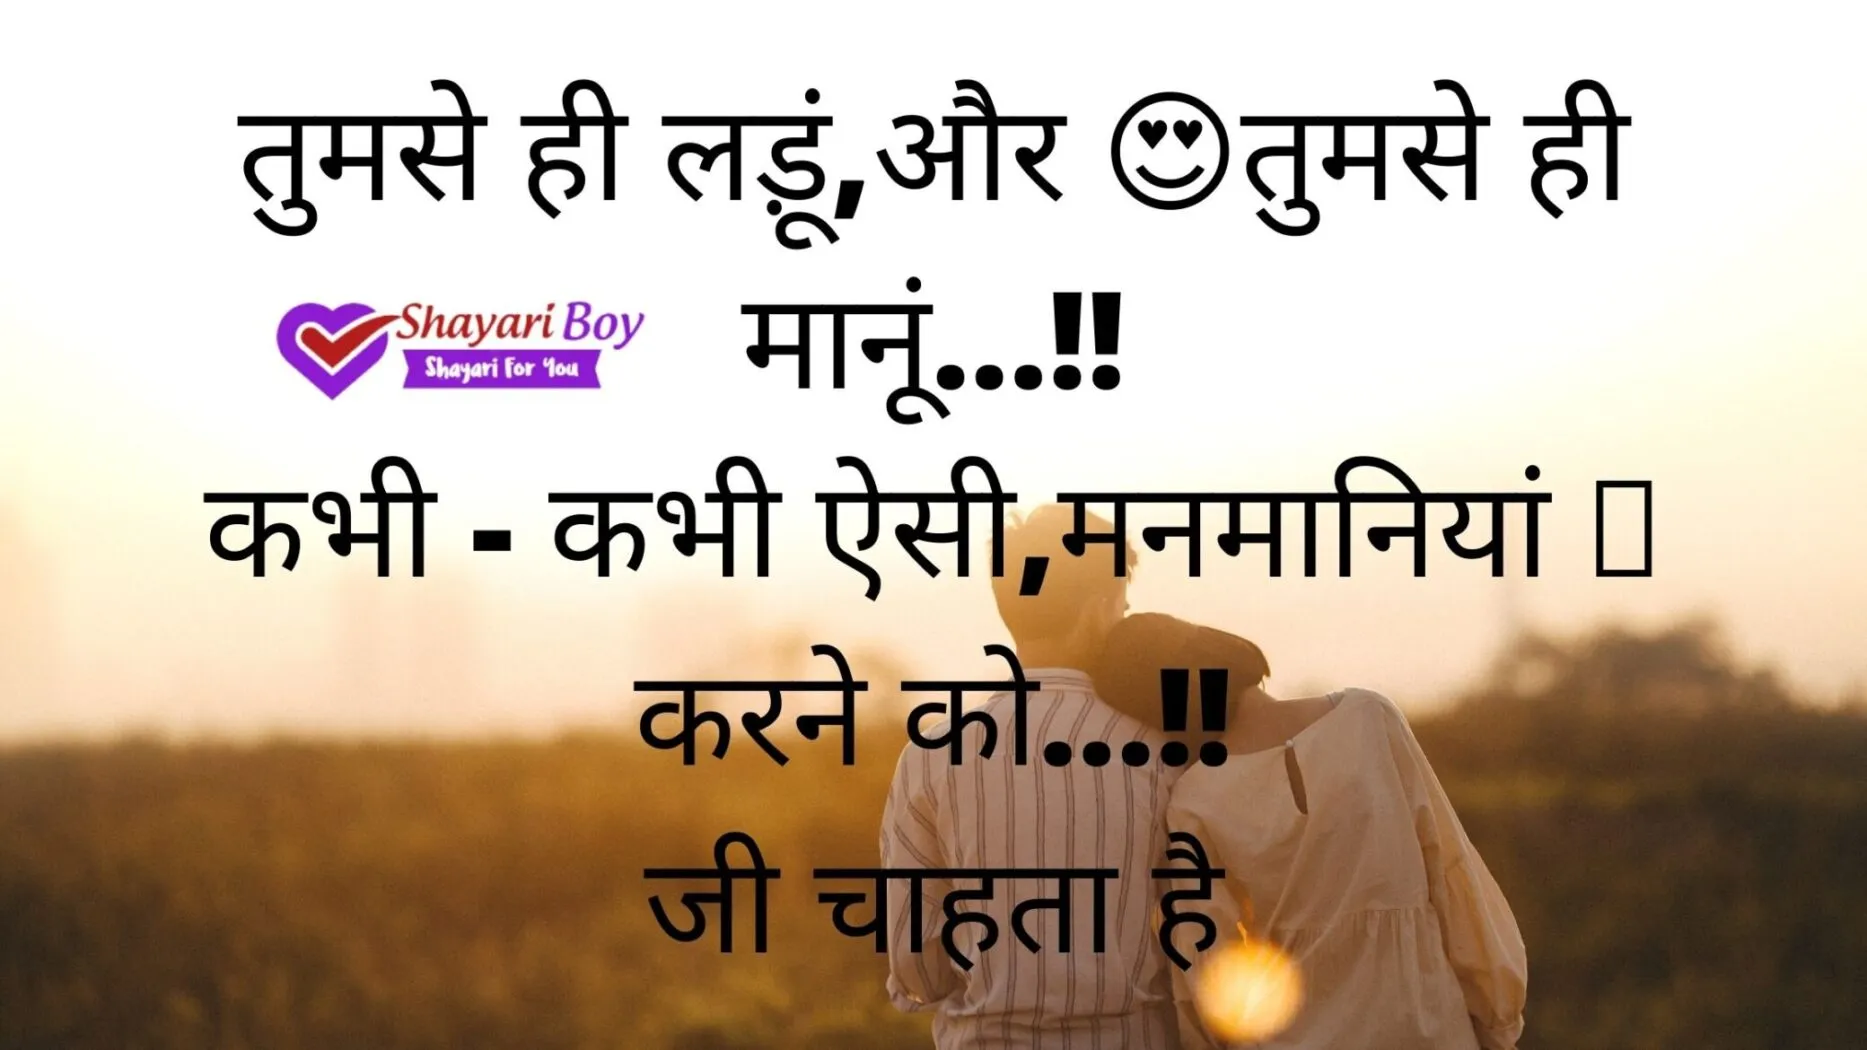 तुमसे ही लड़ूं,और 😍तुमसे ही
मानूं...!!
Shayari Boy
Shayari For You
कभी - कभी ऐसी,मनमानियां
करने को...!!
जी चाहता है